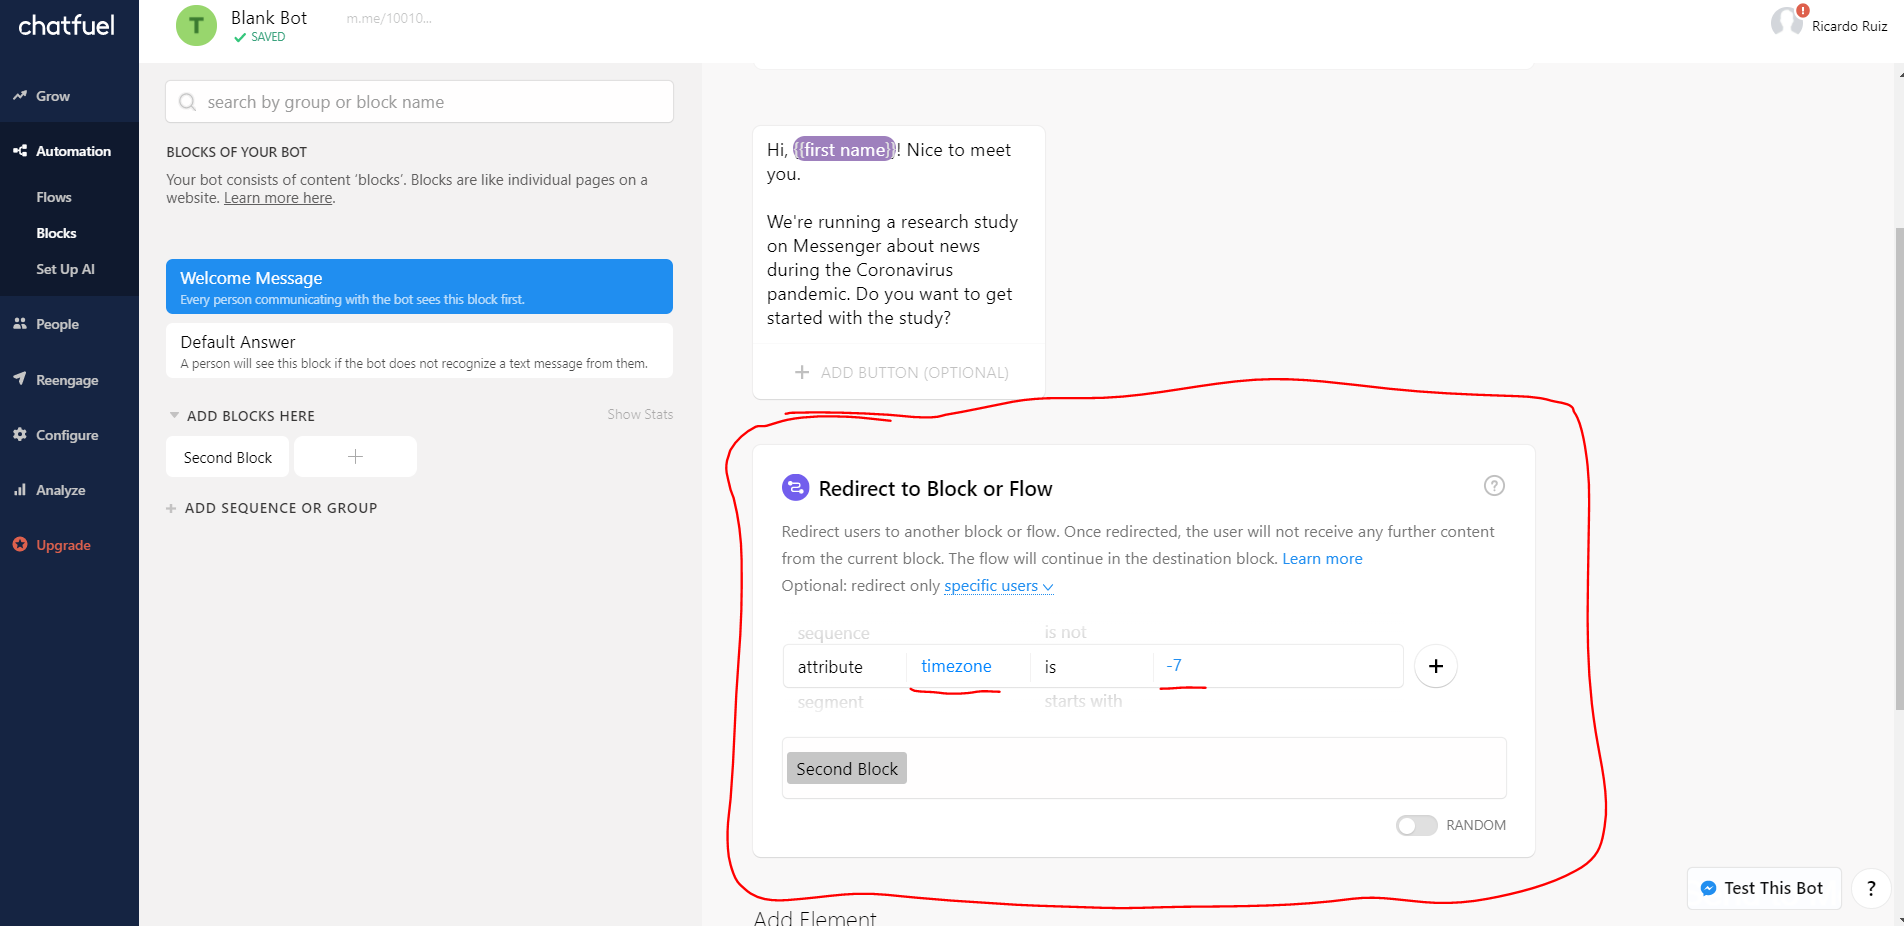 chatfuel
T
Blank Bot
SAVED
m.me/10010...
!
Ricardo Ruiz
Grow
Automation
Flows
Blocks
Set Up AI
People
Reengage
Configure
Analyze
Upgrade
search by group or block name
BLOCKS OF YOUR BOT
Your bot consists of content ‘blocks’. Blocks are like individual pages on a
website. Learn more here.
Welcome Message
Every person communicating with the bot sees this block first.
Default Answer
A person will see this block if the bot does not recognize a text message from them.
ADD BLOCKS HERE
Show Stats
Second Block
+
+ ADD SEQUENCE OR GROUP
Hi, {{first name}}! Nice to meet
you.
We're running a research study
on Messenger about news
during the Coronavirus
pandemic. Do you want to get
started with the study?
+ ADD BUTTON (OPTIONAL)
Redirect to Block or Flow
?
Redirect users to another block or flow. Once redirected, the user will not receive any further content
from the current block. The flow will continue in the destination block. Learn more
Optional: redirect only specific users
sequence is not
attribute timezone is -7
+
segment starts with
Second Block
RANDOM
Add Element
Test This Bot
?